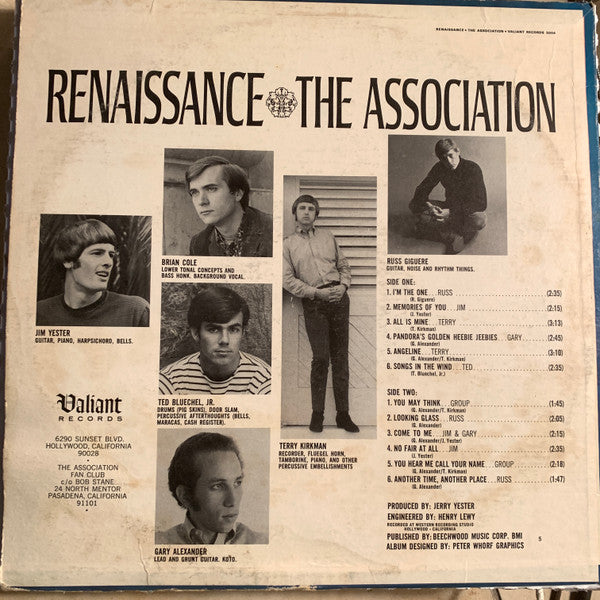 RENAISSANCE • THE ASSOCIATION • VALIANT RECORDS 5004
RENAISSANCE THE ASSOCIATION
JIM YESTER
GUITAR, PIANO, HARPSICHORD, BELLS.
BRIAN COLE
LOWER TONAL CONCEPTS AND
BASS HONK. BACKGROUND VOCAL.
TED BLUECHEL, JR.
DRUMS (PIG SKINS), DOOR SLAM,
PERCUSSIVE AFTERTHOUGHTS (BELLS,
MARACAS, CASH REGISTER).
GARY ALEXANDER
LEAD AND GRUNT GUITAR. KOTO.
TERRY KIRKMAN
RECORDER, FLUEGEL HORN,
TAMBORINE, PIANO, AND OTHER
PERCUSSIVE EMBELLISHMENTS
RUSS GIGUERE
GUITAR, NOISE AND RHYTHM THINGS.
SIDE ONE:
1. I'M THE ONE...RUSS (2:35)
(R. Giguere)
2. MEMORIES OF YOU...JIM (2:15)
(J. Yester)
3. ALL IS MINE...TERRY (3:13)
(T. Kirkman)
4. PANDORA'S GOLDEN HEEBIE JEEBIES...GARY (2:45)
(G. Alexander)
5. ANGELINE...TERRY (3:10)
(G. Alexander/T. Kirkman)
6. SONGS IN THE WIND...TED (2:35)
(T. Bluechel, Jr.)
SIDE TWO:
1. YOU MAY THINK...GROUP (1:45)
(G. Alexander/T. Kirkman)
2. LOOKING GLASS...RUSS (2:05)
(G. Alexander)
3. COME TO ME...JIM & GARY (2:15)
(G. Alexander/J. Yester)
4. NO FAIR AT ALL...JIM (2:35)
(J. Yester)
5. YOU HEAR ME CALL YOUR NAME...GROUP (2:18)
(G. Alexander/T. Kirkman)
6. ANOTHER TIME, ANOTHER PLACE...RUSS (1:47)
(G. Alexander)
PRODUCED BY: JERRY YESTER
ENGINEERED BY: HENRY LEWY
RECORDED AT WESTERN RECORDING STUDIO
HOLLYWOOD • CALIFORNIA
PUBLISHED BY: BEECHWOOD MUSIC CORP. BMI
ALBUM DESIGNED BY: PETER WHORF GRAPHICS
5
Valiant
RECORDS
6290 SUNSET BLVD.
HOLLYWOOD, CALIFORNIA
90028
•
THE ASSOCIATION
FAN CLUB
c/o BOB STANE
24 NORTH MENTOR
PASADENA, CALIFORNIA
91101